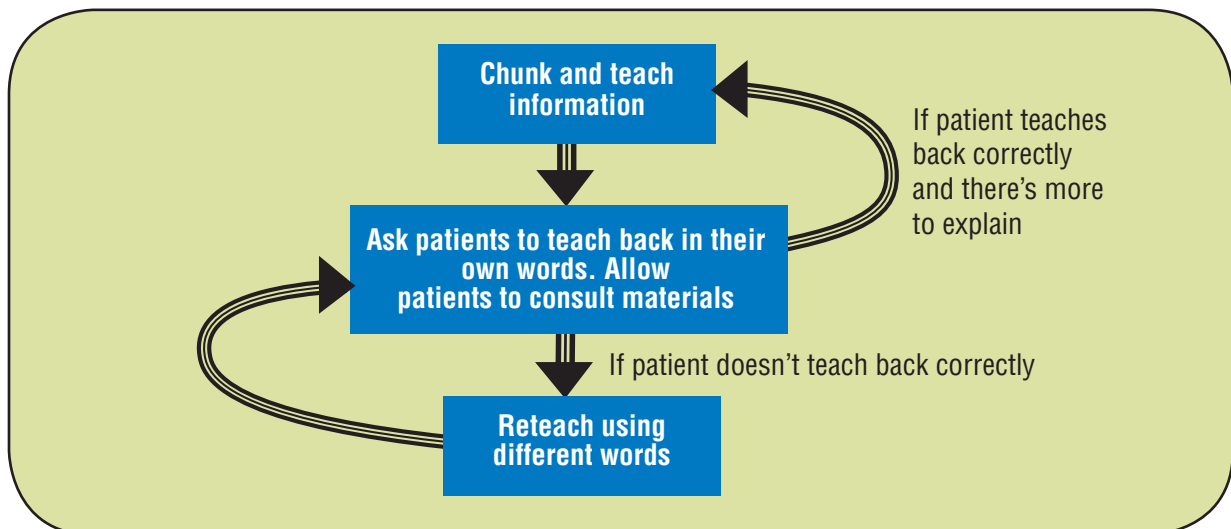 Chunk and teach
information
If patient teaches
back correctly
and there's more
to explain
Ask patients to teach back in their
own words. Allow
patients to consult materials
If patient doesn't teach back correctly
Reteach using
different words